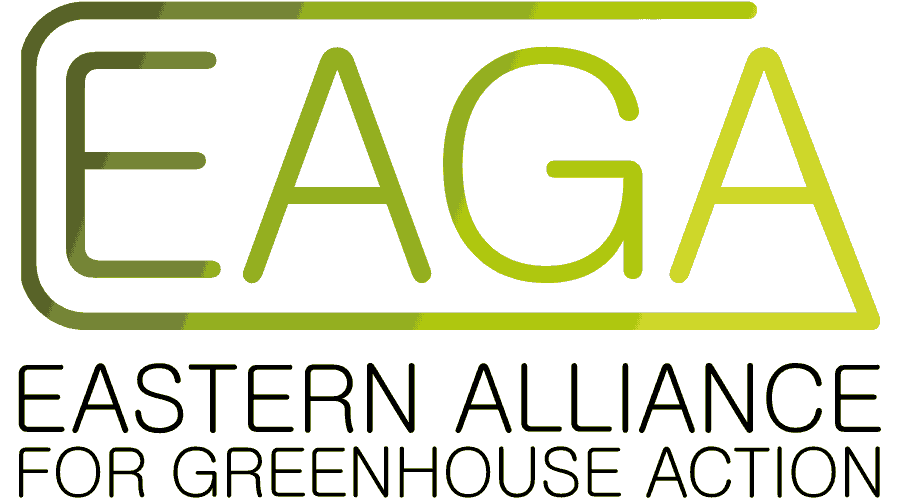 EAGA
EASTERN ALLIANCE
FOR GREENHOUSE ACTION